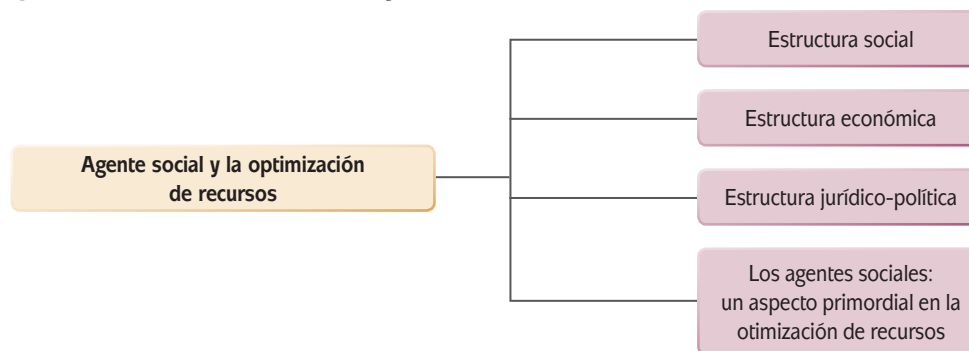 Estructura social
Estructura económica
Agente social y la optimización
de recursos
Estructura jurídico-política
Los agentes sociales:
un aspecto primordial en la
otimización de recursos